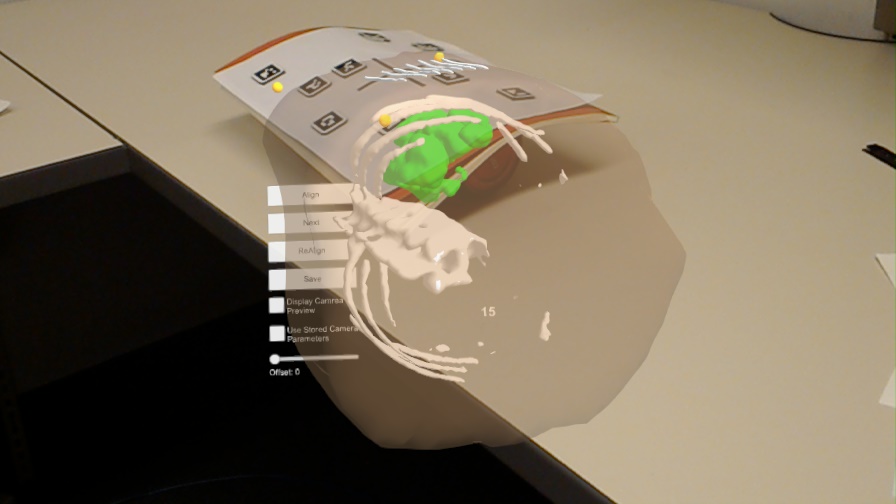 Align
Next
ReAlign
Save
Display Camera
Preview
Use Stored Camera
Parameters
Offset: 0
15